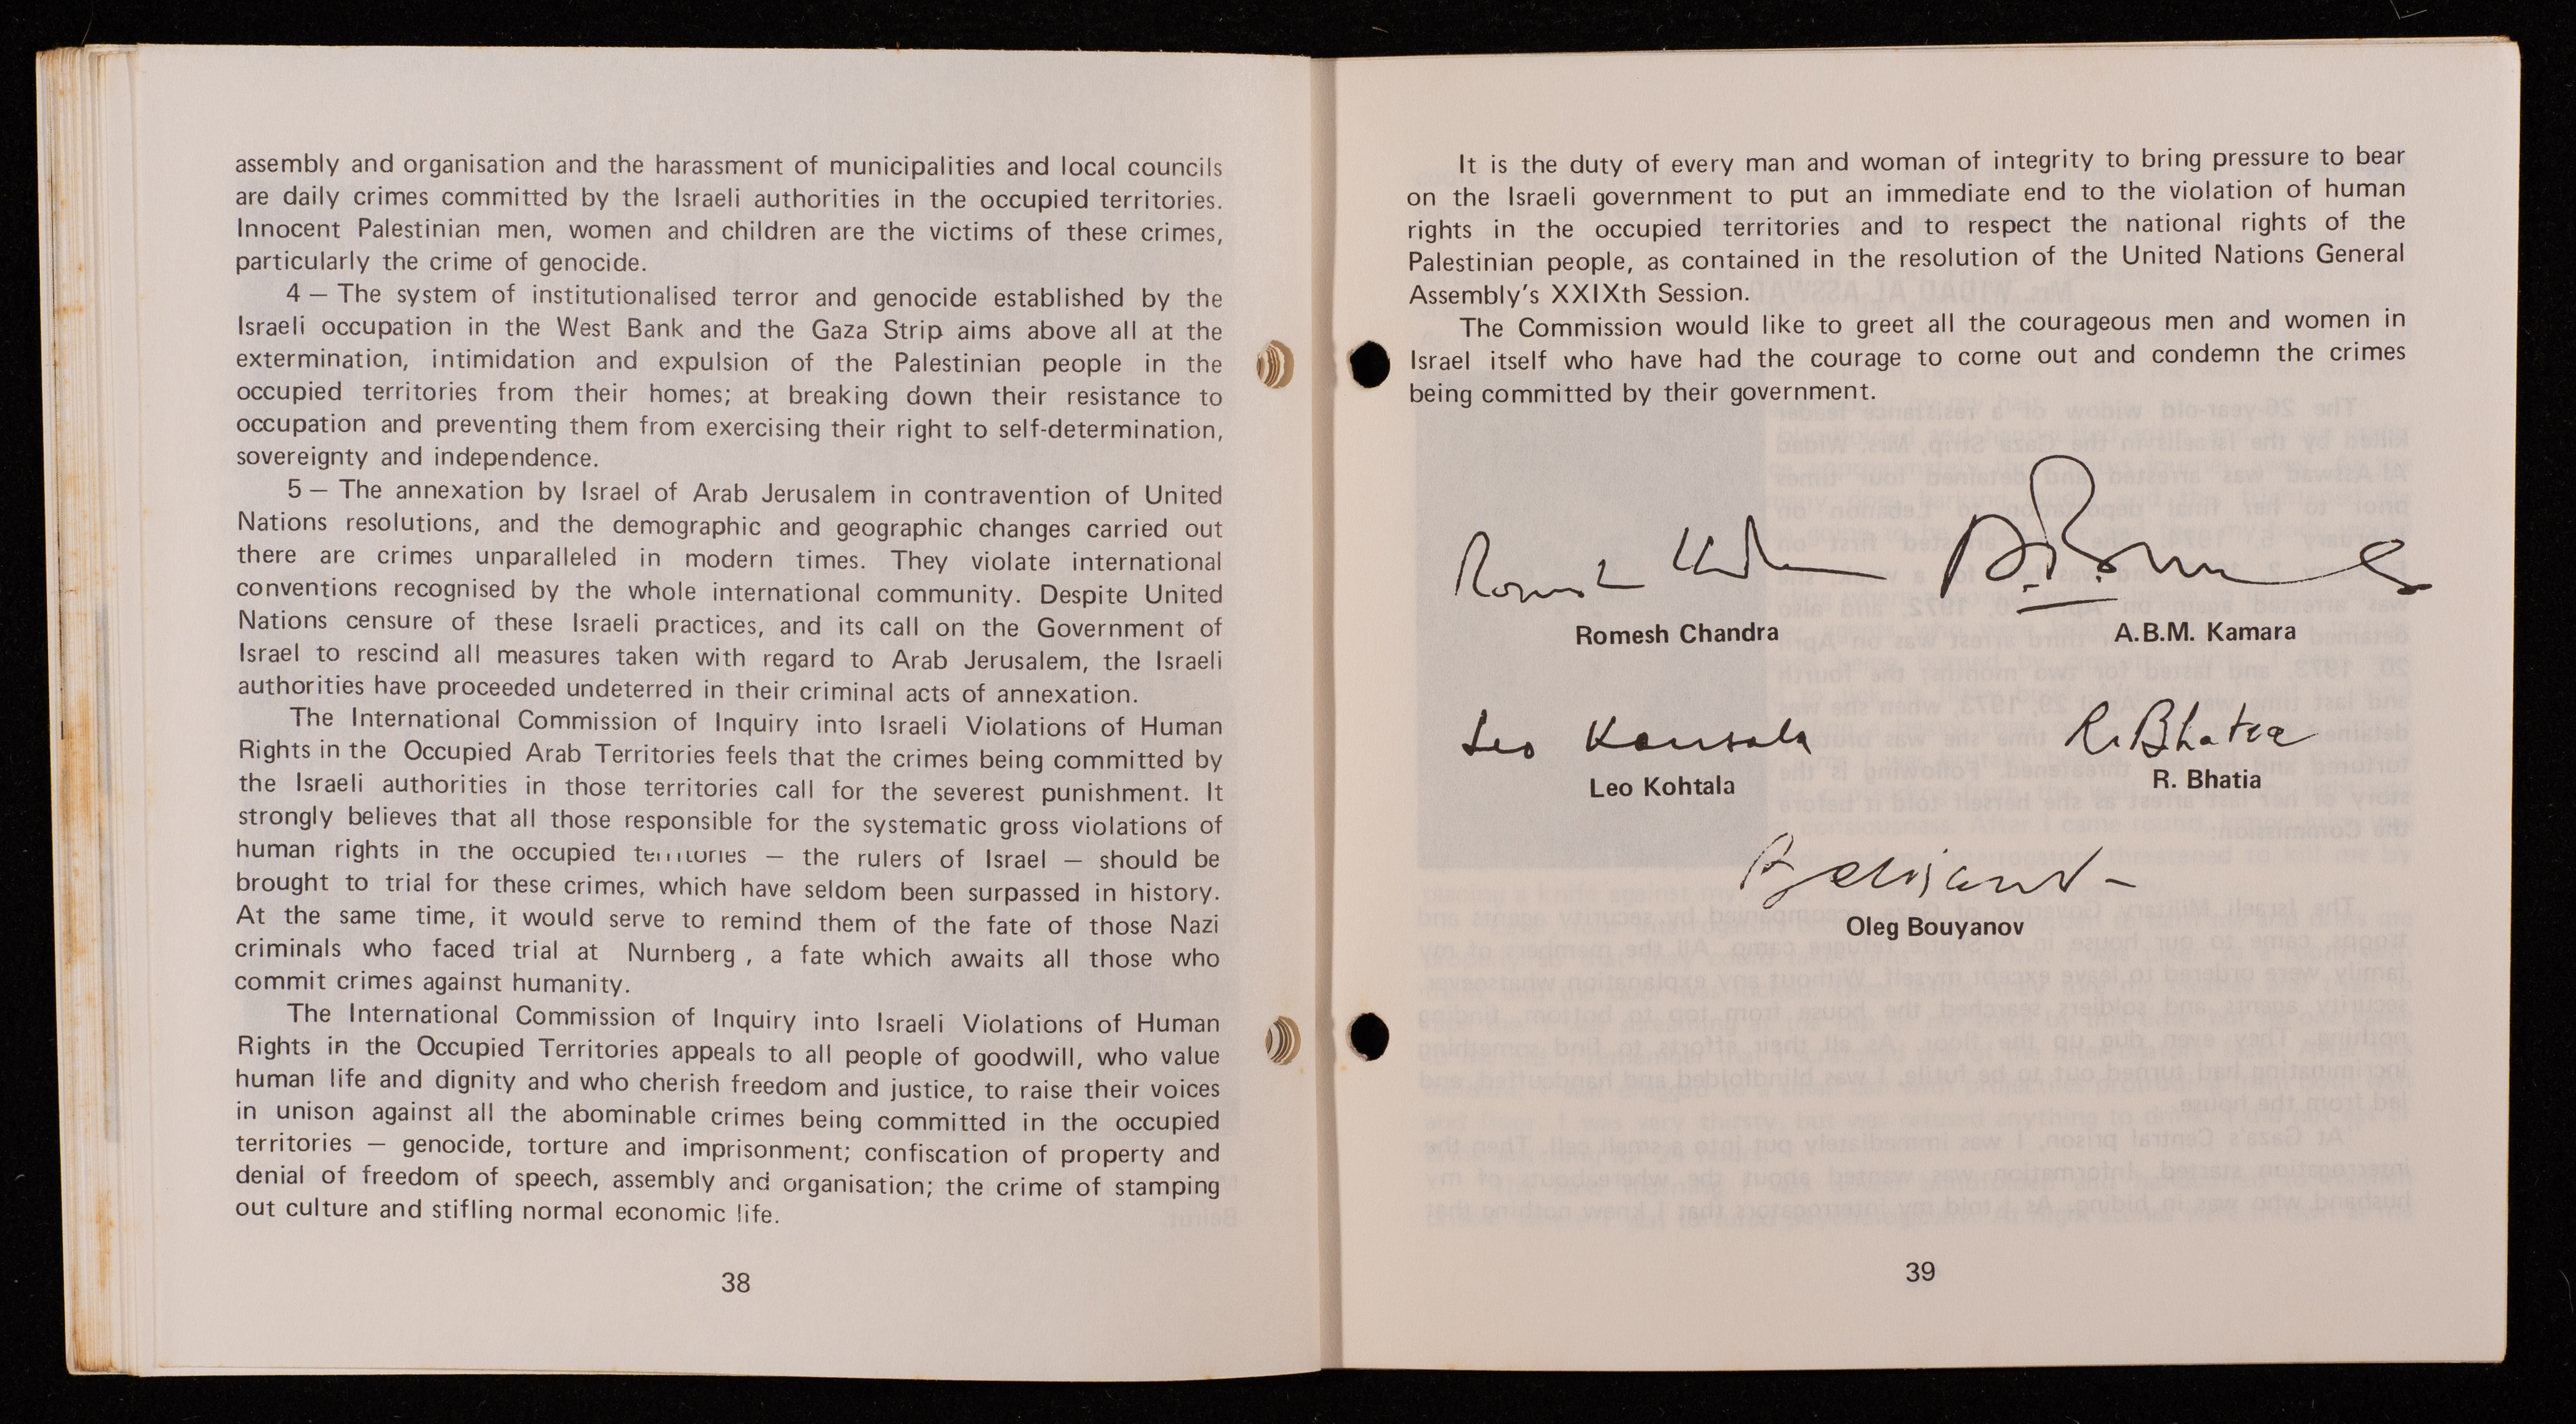 assembly and organisation and the harassment of municipalities and local councils
are daily crimes committed by the Israeli authorities in the occupied territories.
Innocent Palestinian men, women and children are the victims of these crimes,
particularly the crime of genocide.
4 — The system of institutionalised terror and genocide established by the
Israeli occupation in the West Bank and the Gaza Strip aims above all at the
extermination, intimidation and expulsion of the Palestinian people in the
occupied territories from their homes; at breaking down their resistance to
occupation and preventing them from exercising their right to self-determination,
sovereignty and independence.
5 — The annexation by Israel of Arab Jerusalem in contravention of United
Nations resolutions, and the demographic and geographic changes carried out
there are crimes unparalleled in modern times. They violate international
conventions recognised by the whole international community. Despite United
Nations censure of these Israeli practices, and its call on the Government of
Israel to rescind all measures taken with regard to Arab Jerusalem, the Israeli
authorities have proceeded undeterred in their criminal acts of annexation.
The International Commission of Inquiry into Israeli Violations of Human
Rights in the Occupied Arab Territories feels that the crimes being committed by
the Israeli authorities in those territories call for the severest punishment. It
strongly believes that all those responsible for the systematic gross violations of
human rights in the occupied territories — the rulers of Israel — should be
brought to trial for these crimes, which have seldom been surpassed in history.
At the same time, it would serve to remind them of the fate of those Nazi
criminals who faced trial at Nurnberg , a fate which awaits all those who
commit crimes against humanity.
The International Commission of Inquiry into Israeli Violations of Human
Rights in the Occupied Territories appeals to all people of goodwill, who value
human life and dignity and who cherish freedom and justice, to raise their voices
in unison against all the abominable crimes being committed in the occupied
territories — genocide, torture and imprisonment; confiscation of property and
denial of freedom of speech, assembly and organisation; the crime of stamping
out culture and stifling normal economic life.
38
It is the duty of every man and woman of integrity to bring pressure to bear
on the Israeli government to put an immediate end to the violation of human
rights in the occupied territories and to respect the national rights of the
Palestinian people, as contained in the resolution of the United Nations General
Assembly's XXIXth Session.
The Commission would like to greet all the courageous men and women in
Israel itself who have had the courage to come out and condemn the crimes
being committed by their government.
Romesh Chandra
A.B.M. Kamara
Leo
R. Bhatia
Leo Kohtala
R. Bhatia
Oleg Bouyanov
39